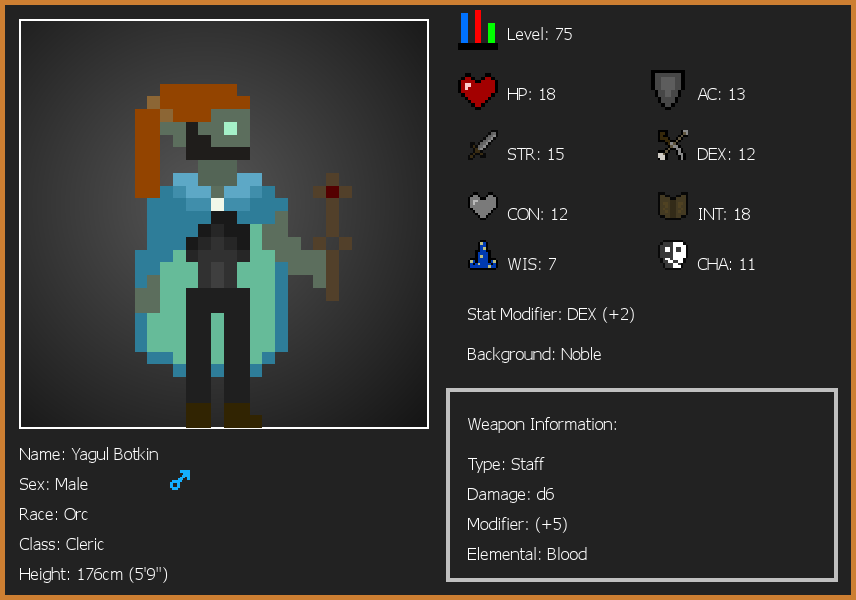 Level: 75
HP: 18
AC: 13
STR: 15
DEX: 12
CON: 12
INT: 18
WIS: 7
CHA: 11
Stat Modifier: DEX (+2)
Background: Noble
Weapon Information:
Type: Staff
Damage: d6
Modifier: (+5)
Elemental: Blood
Name: Yagul Botkin
Sex: Male
Race: Orc
Class: Cleric
Height: 176cm (5'9")